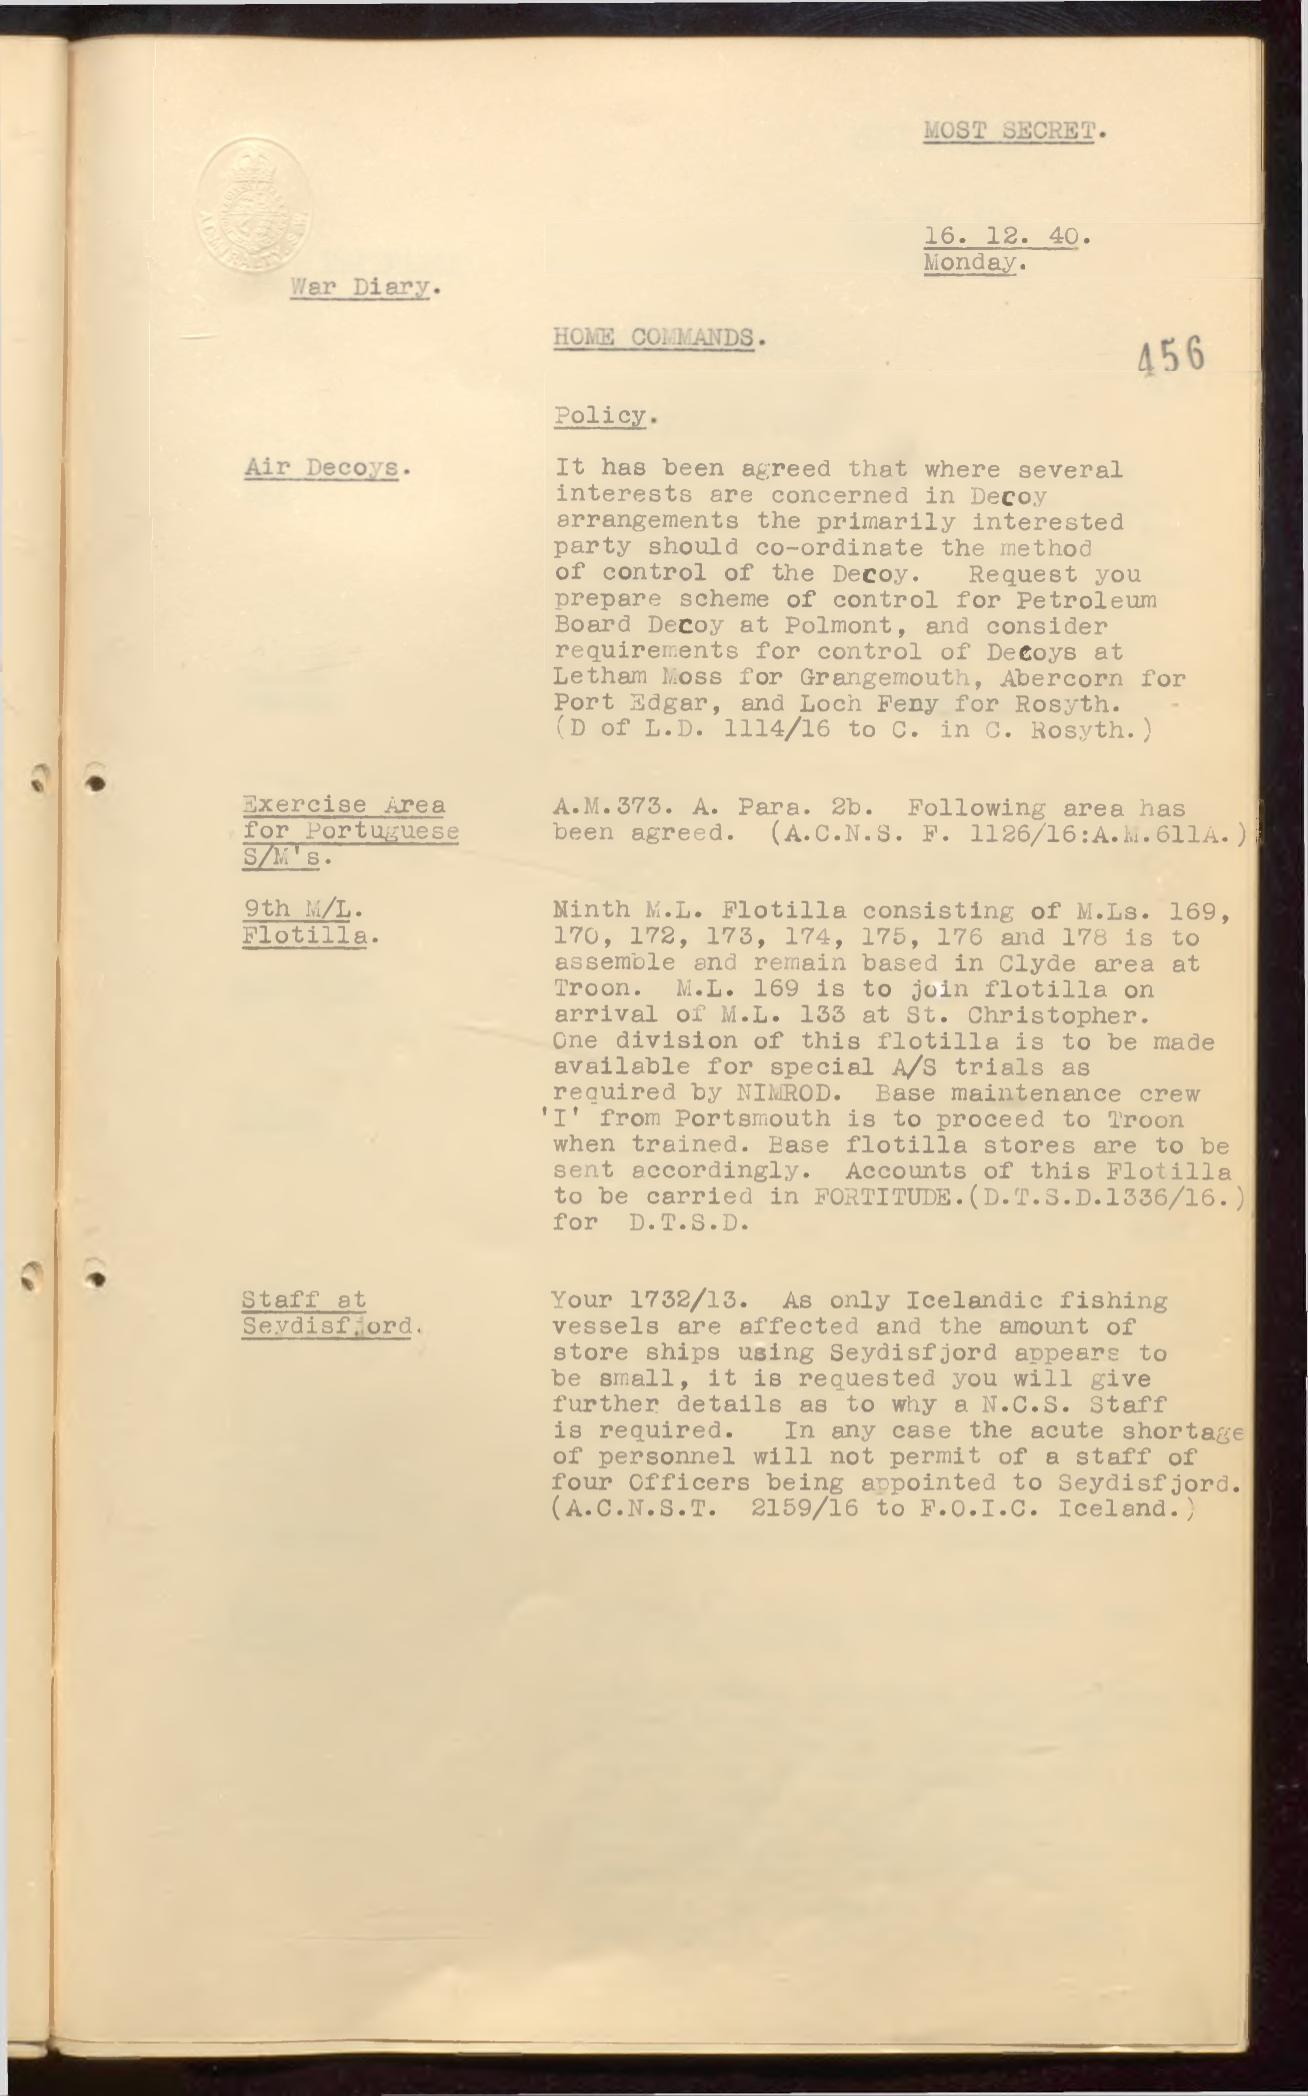 MOST SECRET.
16. 12. 40.
Monday.
War Diary.
HOME COMMANDS.
456
Policy.
Air Decoys.
It has been agreed that where several
interests are concerned in Decoy
arrangements the primarily interested
party should co-ordinate the method
of control of the Decoy. Request you
prepare scheme of control for Petroleum
Board Decoy at Polmont, and consider
requirements for control of Decoys at
Letham Moss for Grangemouth, Abercorn for
Port Edgar, and Loch Feny for Rosyth.
(D of L.D. 1114/16 to C. in C. Rosyth.)
Exercise Area
for Portuguese
S/M's.
A.M.373. A. Para. 2b. Following area has
been agreed. (A.C.N.S. F. 1126/16:A.M.611A.)
9th M/L.
Flotilla.
Ninth M.L. Flotilla consisting of M.Ls. 169,
170, 172, 173, 174, 175, 176 and 178 is to
assemble and remain based in Clyde area at
Troon. M.L. 169 is to join flotilla on
arrival of M.L. 133 at St. Christopher.
One division of this flotilla is to be made
available for special A/S trials as
required by NIMROD. Base maintenance crew
'I' from Portsmouth is to proceed to Troon
when trained. Base flotilla stores are to be
sent accordingly. Accounts of this Flotilla
to be carried in FORTITUDE.(D.T.S.D.1336/16.)
for D.T.S.D.
Staff at
Seydisfjord.
Your 1732/13. As only Icelandic fishing
vessels are affected and the amount of
store ships using Seydisfjord appears to
be small, it is requested you will give
further details as to why a N.C.S. Staff
is required. In any case the acute shortage
of personnel will not permit of a staff of
four Officers being appointed to Seydisfjord.
(A.C.N.S.T. 2159/16 to F.O.I.C. Iceland.)